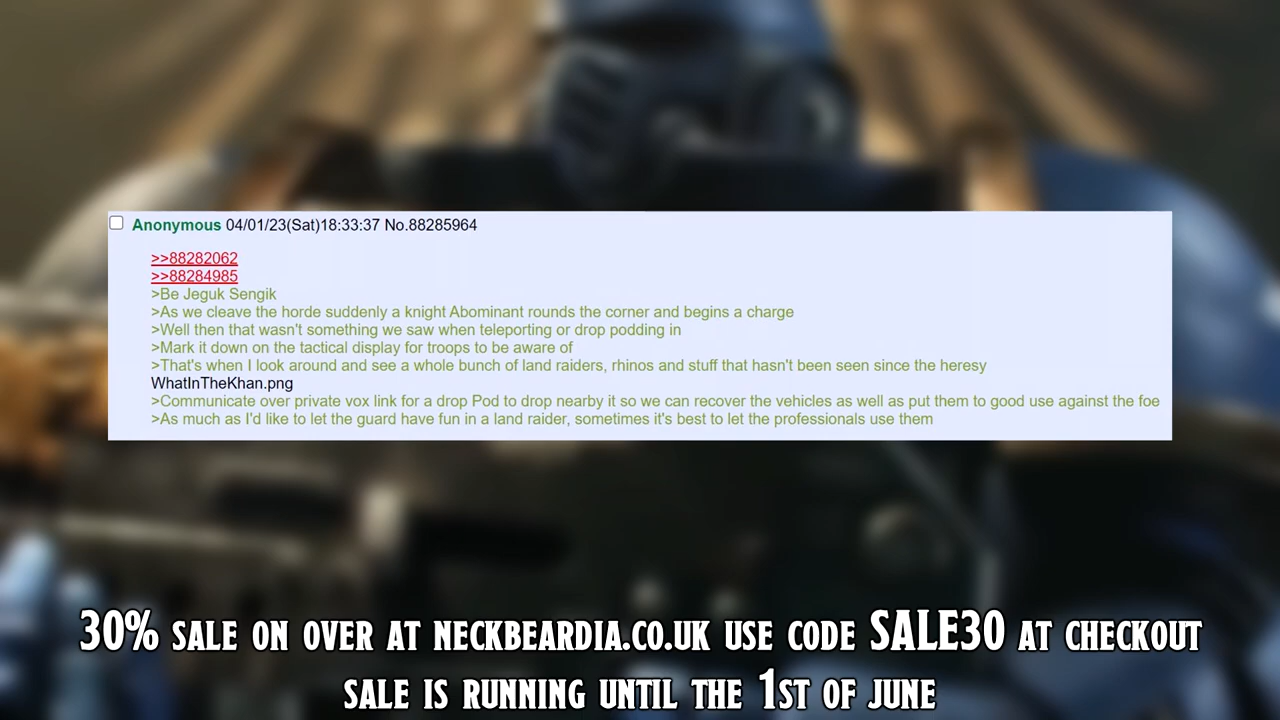 Anonymous 04/01/23(Sat)18:33:37 No.88285964
>>88282062
>>88284985
>Be Jeguk Sengik
>As we cleave the horde suddenly a knight Abominant rounds the corner and begins a charge
>Well then that wasn't something we saw when teleporting or drop podding in
>Mark it down on the tactical display for troops to be aware of
>That's when I look around and see a whole bunch of land raiders, rhinos and stuff that hasn't been seen since the heresy
WhatInTheKhan.png
>Communicate over private vox link for a drop Pod to drop nearby it so we can recover the vehicles as well as put them to good use against the foe
>As much as I'd like to let the guard have fun in a land raider, sometimes it's best to let the professionals use them
30% SALE ON OVER AT NECKBEARDIA.CO.UK USE CODE SALE30 AT CHECKOUT
SALE IS RUNNING UNTIL THE 1ST OF JUNE